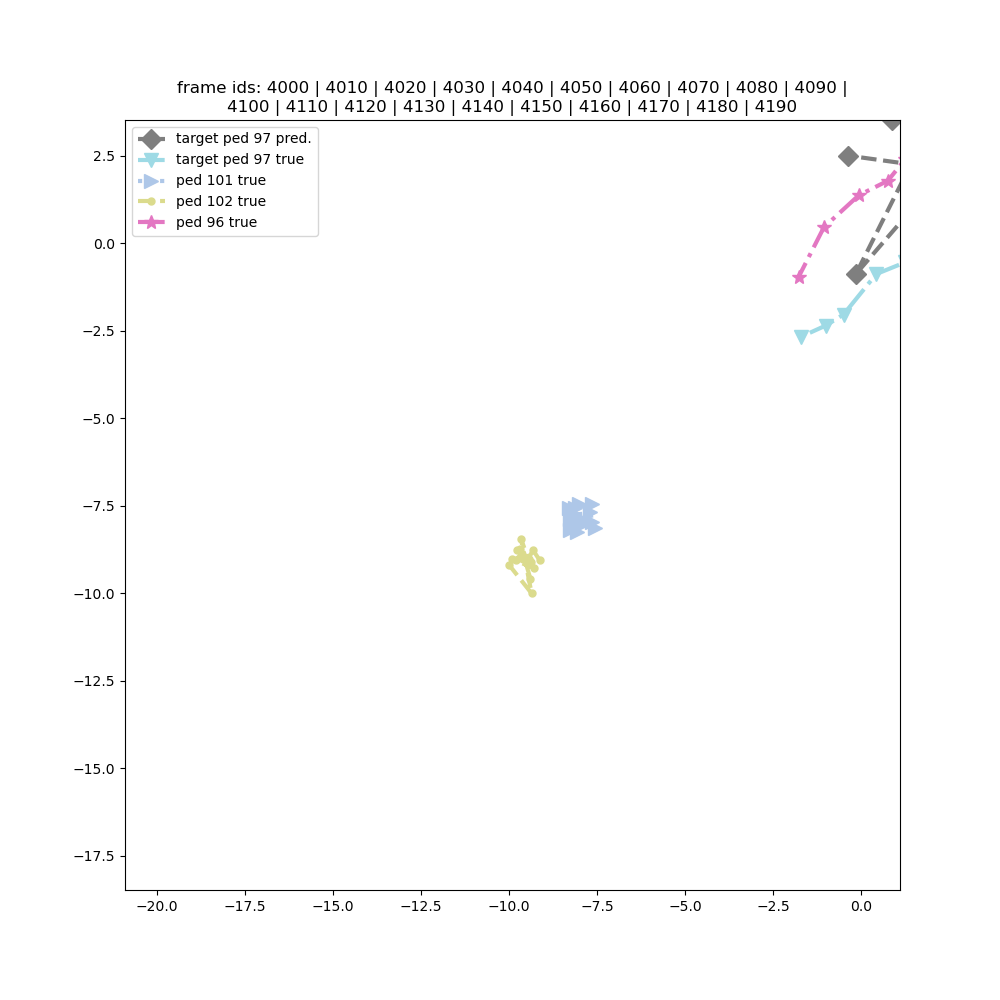 frame ids: 4000 | 4010 | 4020 | 4030 | 4040 | 4050 | 4060 | 4070 | 4080 | 4090 |
4100 | 4110 | 4120 | 4130 | 4140 | 4150 | 4160 | 4170 | 4180 | 4190
target ped 97 pred.
target ped 97 true
ped 101 true
ped 102 true
ped 96 true
2.5
0.0
−2.5
−5.0
−7.5
−10.0
−12.5
−15.0
−17.5
−20.0 −17.5 −15.0 −12.5 −10.0 −7.5 −5.0 −2.5 0.0